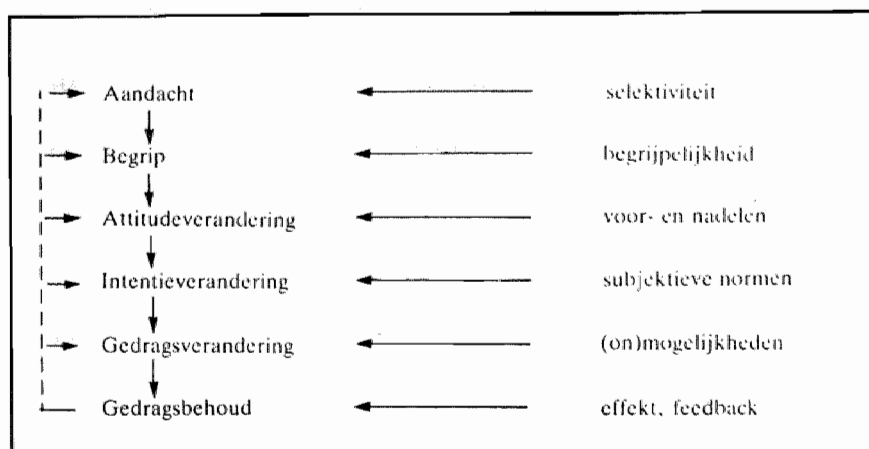 Aandacht selektiviteit
Begrip begrijpelijkheid
Attitudeverandering voor- en nadelen
Intentieverandering subjektieve normen
Gedragsverandering (on)mogelijkheden
Gedragsbehoud effekt, feedback